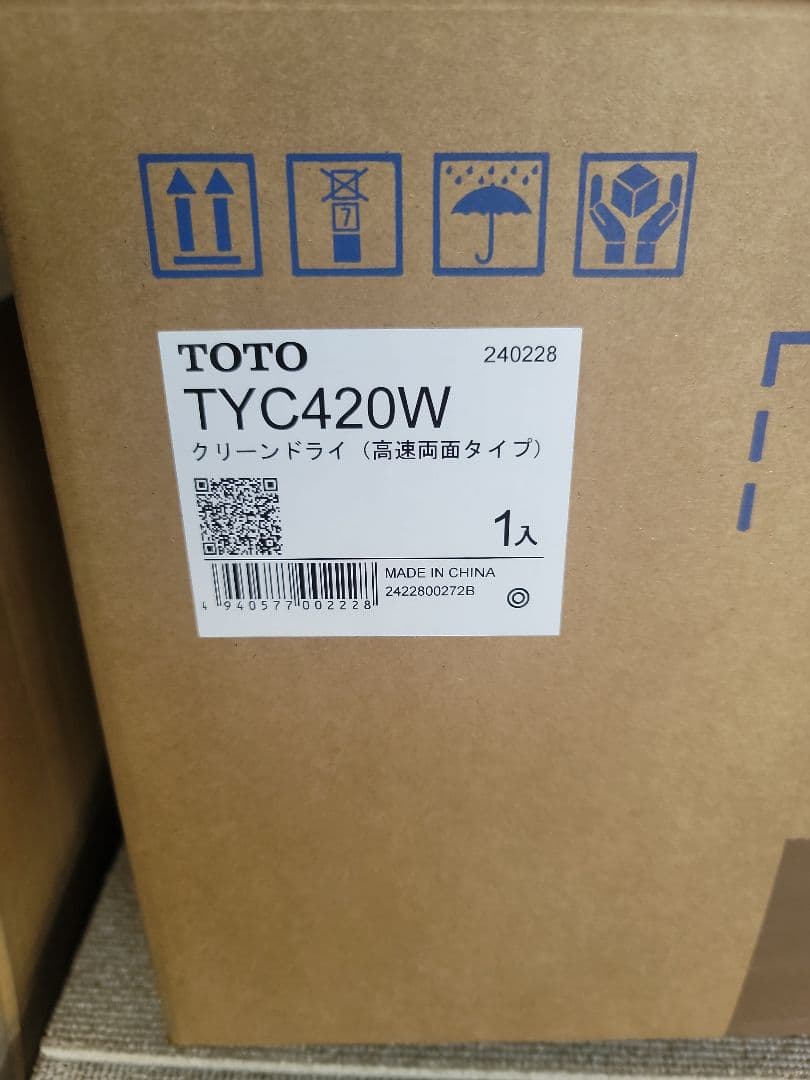 7
TOTO 240228
TYC420W
クリーンドライ（高速両面タイプ）
1入
MADE IN CHINA
2422800272B
4 940577 002228